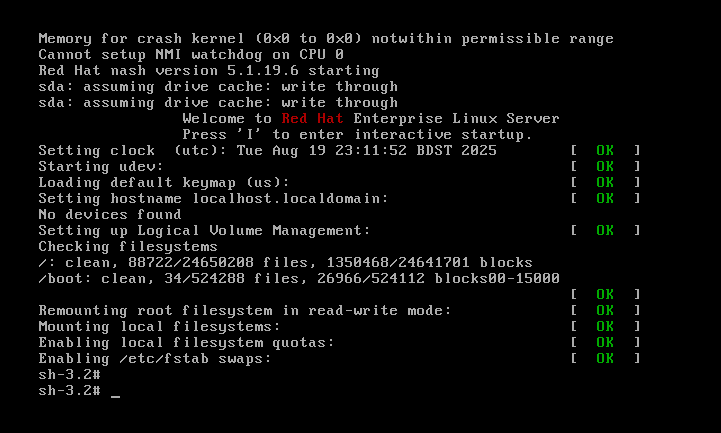 Memory for crash kernel (0x0 to 0x0) notwithin permissible range
Cannot setup NMI watchdog on CPU 0
Red Hat nash version 5.1.19.6 starting
sda: assuming drive cache: write through
sda: assuming drive cache: write through
Welcome to Red Hat Enterprise Linux Server
Press 'I' to enter interactive startup.
Setting clock  (utc): Tue Aug 19 23:11:52 BDST 2025 [  OK  ]
Starting udev: [  OK  ]
Loading default keymap (us): [  OK  ]
Setting hostname localhost.localdomain: [  OK  ]
No devices found
Setting up Logical Volume Management: [  OK  ]
Checking filesystems
/: clean, 88722/24650208 files, 1350468/24641701 blocks
/boot: clean, 34/524288 files, 26966/524112 blocks00-15000
[  OK  ]
Remounting root filesystem in read-write mode: [  OK  ]
Mounting local filesystems: [  OK  ]
Enabling local filesystem quotas: [  OK  ]
Enabling /etc/fstab swaps: [  OK  ]
sh-3.2#
sh-3.2# _